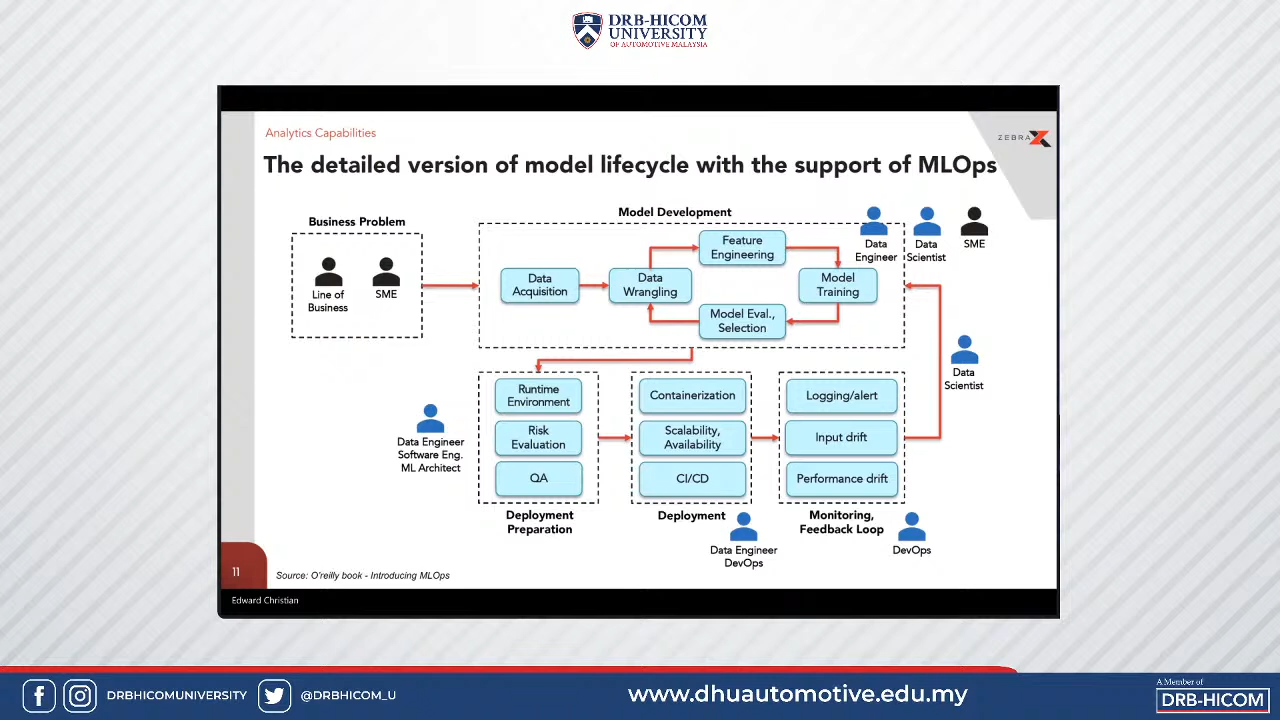 DRB-HICOM
UNIVERSITY
OF AUTOMOTIVE MALAYSIA
Analytics Capabilities
ZEBRA
The detailed version of model lifecycle with the support of MLOps
Business Problem
Line of
Business
SME
Model Development
Data
Acquisition
Data
Wrangling
Feature
Engineering
Model
Training
Model Eval.,
Selection
Data
Engineer
Data
Scientist
SME
Data
Scientist
Data Engineer
Software Eng.
ML Architect
Runtime
Environment
Risk
Evaluation
QA
Deployment
Preparation
Containerization
Scalability,
Availability
CI/CD
Deployment
Data Engineer
DevOps
Logging/alert
Input drift
Performance drift
Monitoring,
Feedback Loop
DevOps
11
Source: O'reilly book - Introducing MLOps
Edward Christian
DRBHICOMUNIVERSITY
@DRBHICOM_U
www.dhuautomotive.edu.my
A Member of
DRB-HICOM